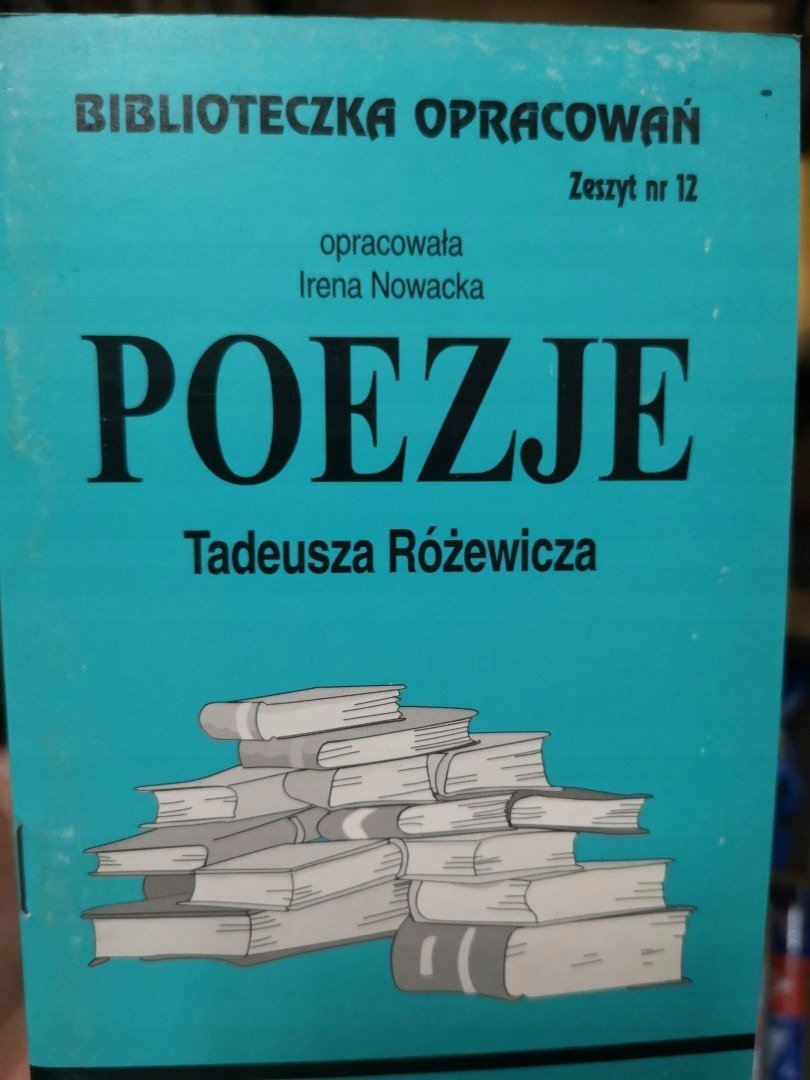 BIBLIOTECZKA OPRACOWAŃ
Zeszyt nr 12
opracowała
Irena Nowacka
POEZJE
Tadeusza Różewicza